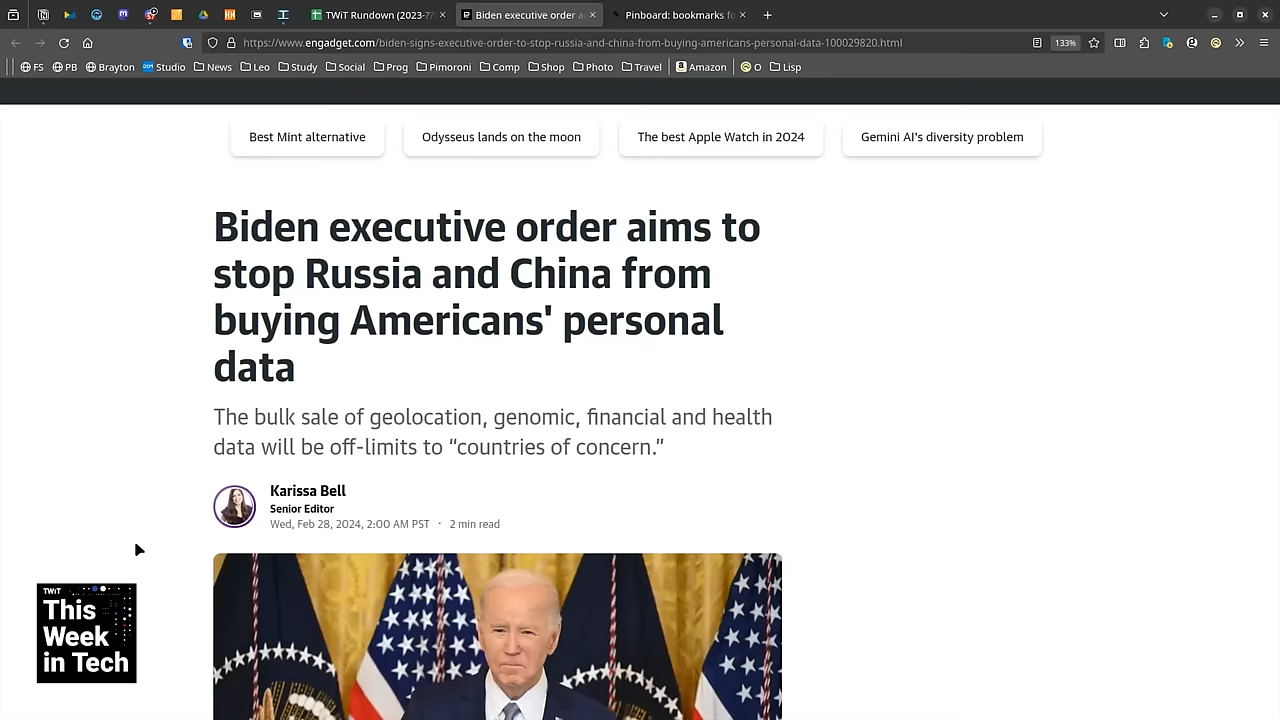 TWiT Rundown (2023-??
Biden executive order a
Pinboard: bookmarks fo
https://www.engadget.com/biden-signs-executive-order-to-stop-russia-and-china-from-buying-americans-personal-data-100029820.html
133%
FS PB Brayton Studio News Leo Study Social Prog Pimoroni Comp Shop Photo Travel Amazon O Lisp
Best Mint alternative
Odysseus lands on the moon
The best Apple Watch in 2024
Gemini AI's diversity problem
Biden executive order aims to
stop Russia and China from
buying Americans' personal
data
The bulk sale of geolocation, genomic, financial and health
data will be off-limits to “countries of concern.”
Karissa Bell
Senior Editor
Wed, Feb 28, 2024, 2:00 AM PST · 2 min read
TWiT
This
Week
in Tech